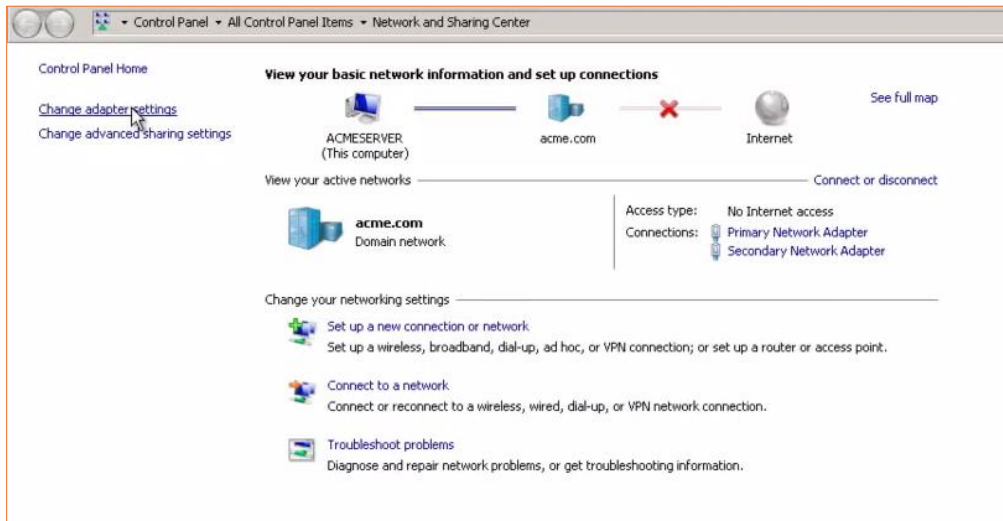 Control Panel ▾ All Control Panel Items ▾ Network and Sharing Center
Control Panel Home
Change adapter settings
Change advanced sharing settings
View your basic network information and set up connections
See full map
ACMESERVER
(This computer)
acme.com
Internet
View your active networks
Connect or disconnect
acme.com
Domain network
Access type: No Internet access
Connections: Primary Network Adapter
Secondary Network Adapter
Change your networking settings
Set up a new connection or network
Set up a wireless, broadband, dial-up, ad hoc, or VPN connection; or set up a router or access point.
Connect to a network
Connect or reconnect to a wireless, wired, dial-up, or VPN network connection.
Troubleshoot problems
Diagnose and repair network problems, or get troubleshooting information.